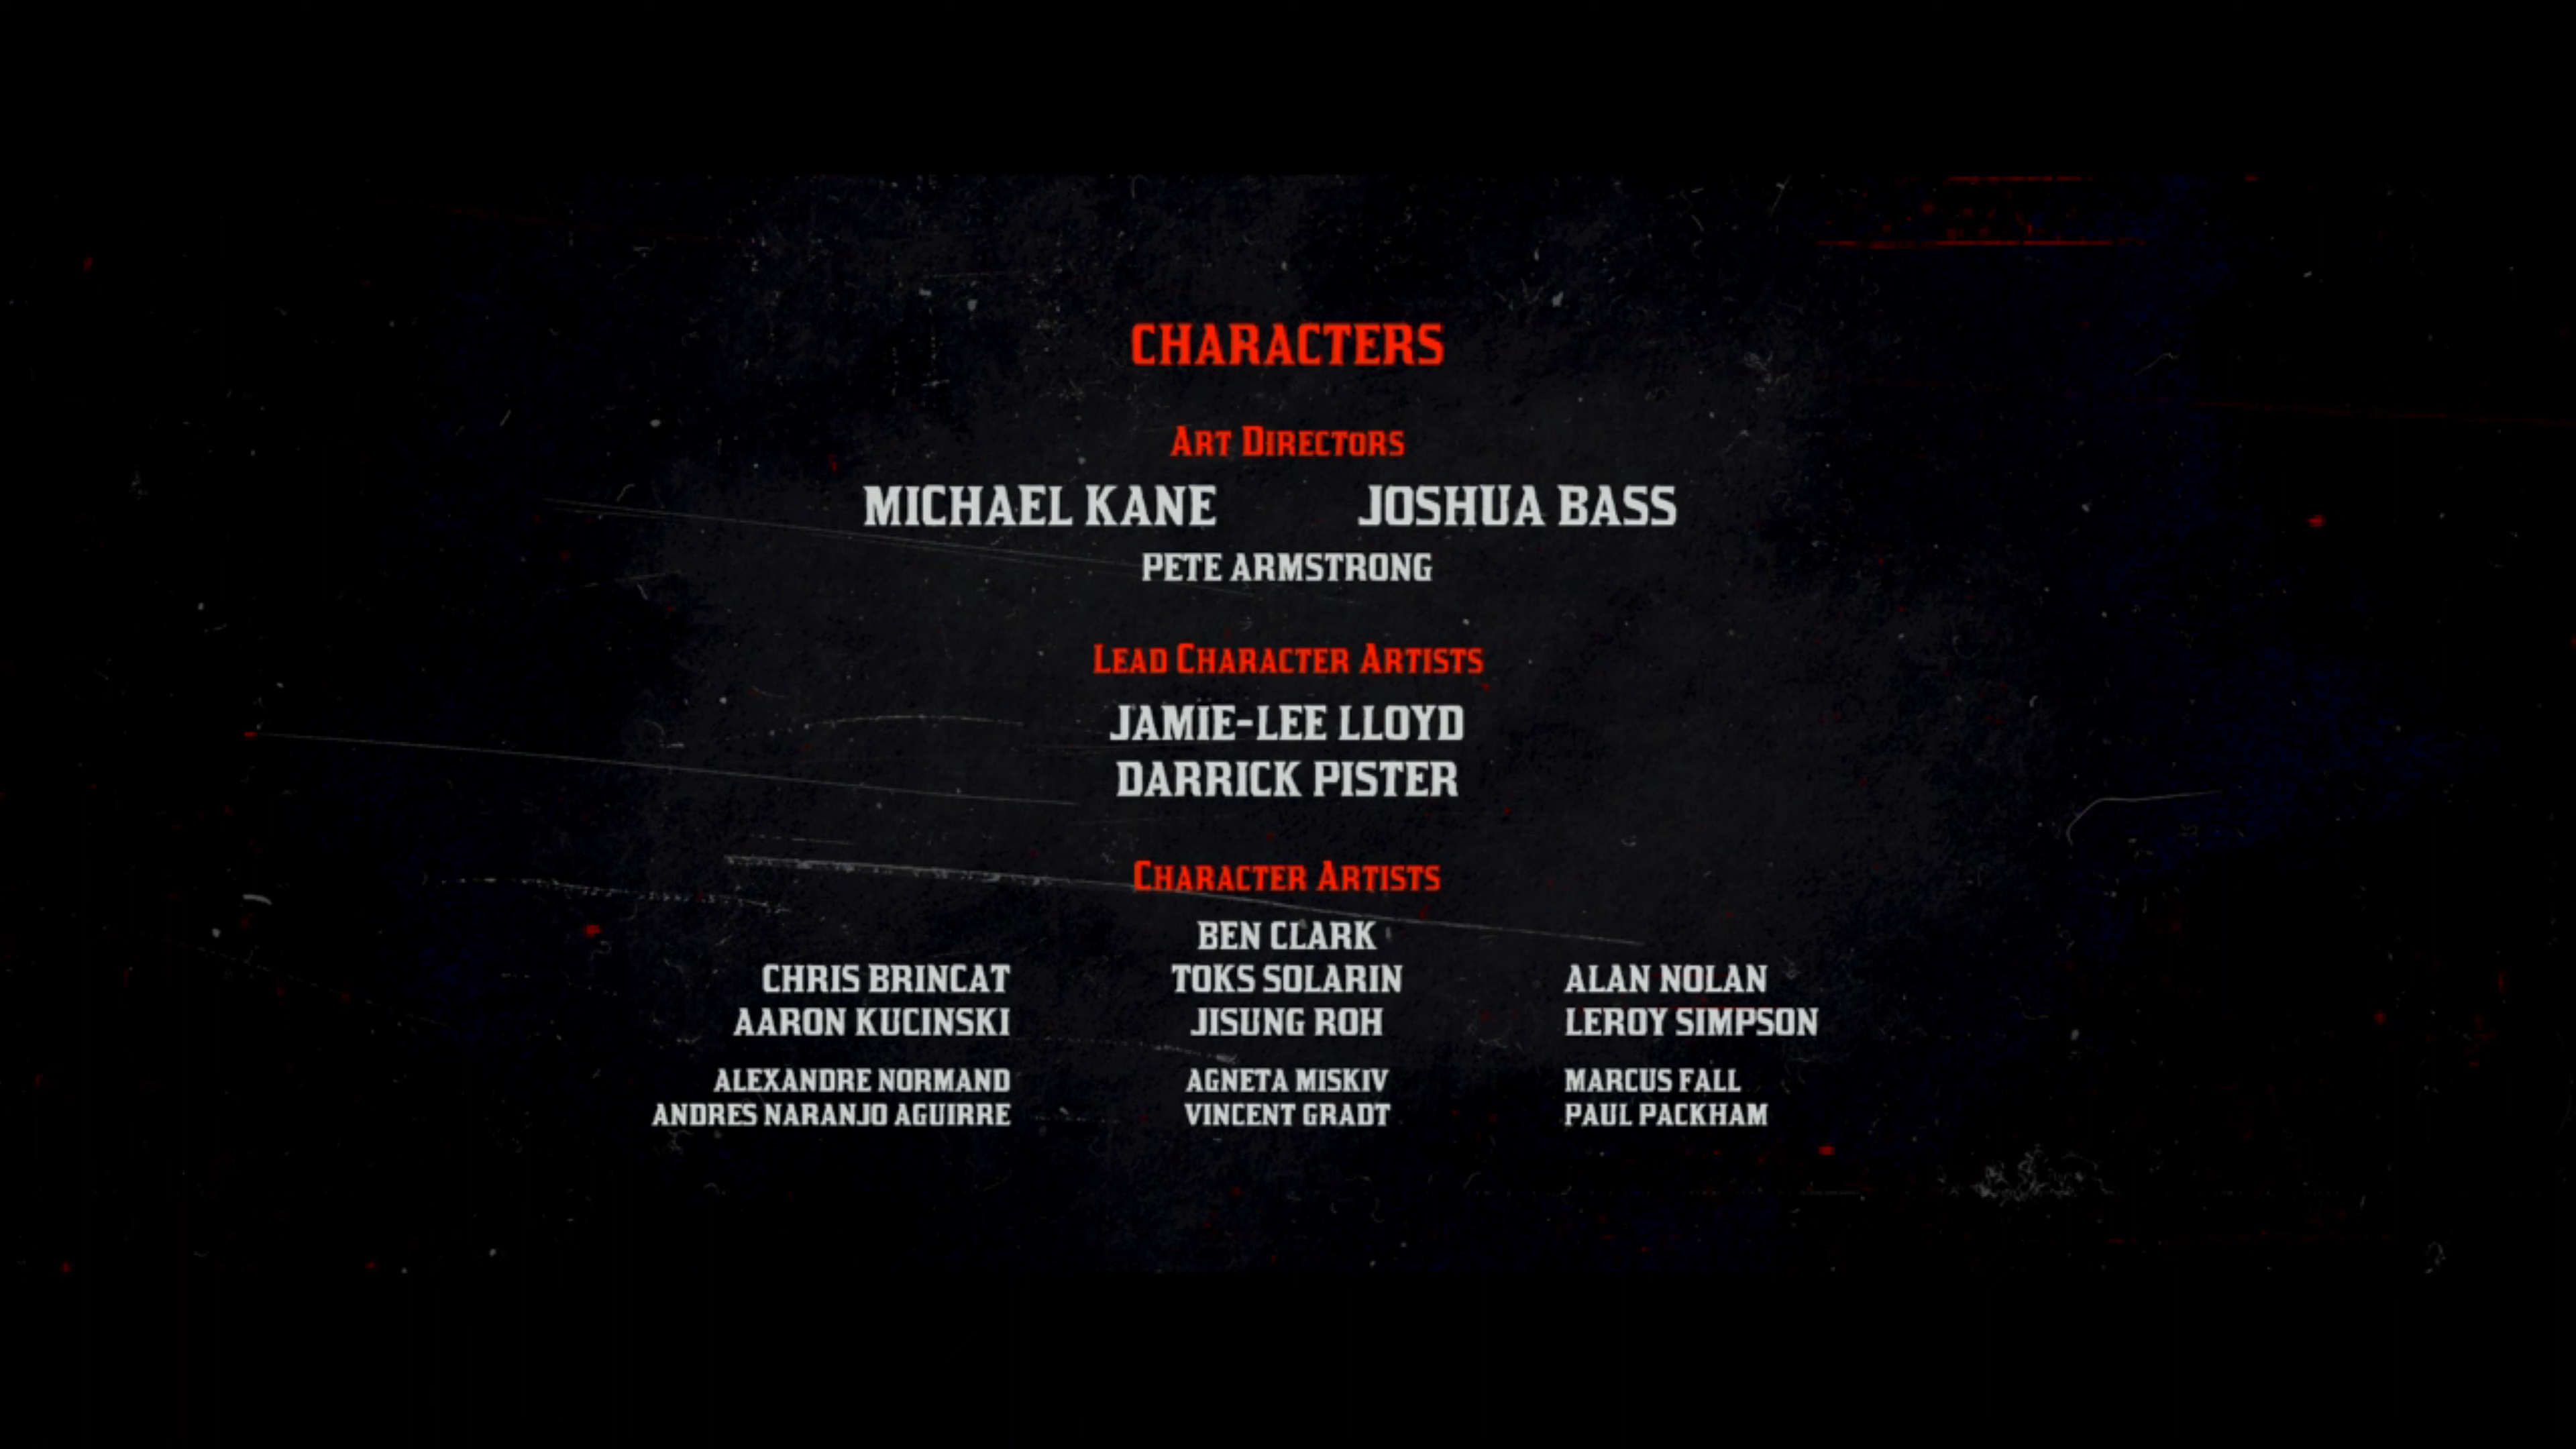 CHARACTERS
ART DIRECTORS
MICHAEL KANE JOSHUA BASS
PETE ARMSTRONG
LEAD CHARACTER ARTISTS
JAMIE-LEE LLOYD
DARRICK PISTER
CHARACTER ARTISTS
BEN CLARK
CHRIS BRINCAT TOKS SOLARIN ALAN NOLAN
AARON KUCINSKI JISUNG ROH LEROY SIMPSON
ALEXANDRE NORMAND AGNETA MISKIV MARCUS FALL
ANDRES NARANJO AGUIRRE VINCENT GRADT PAUL PACKHAM